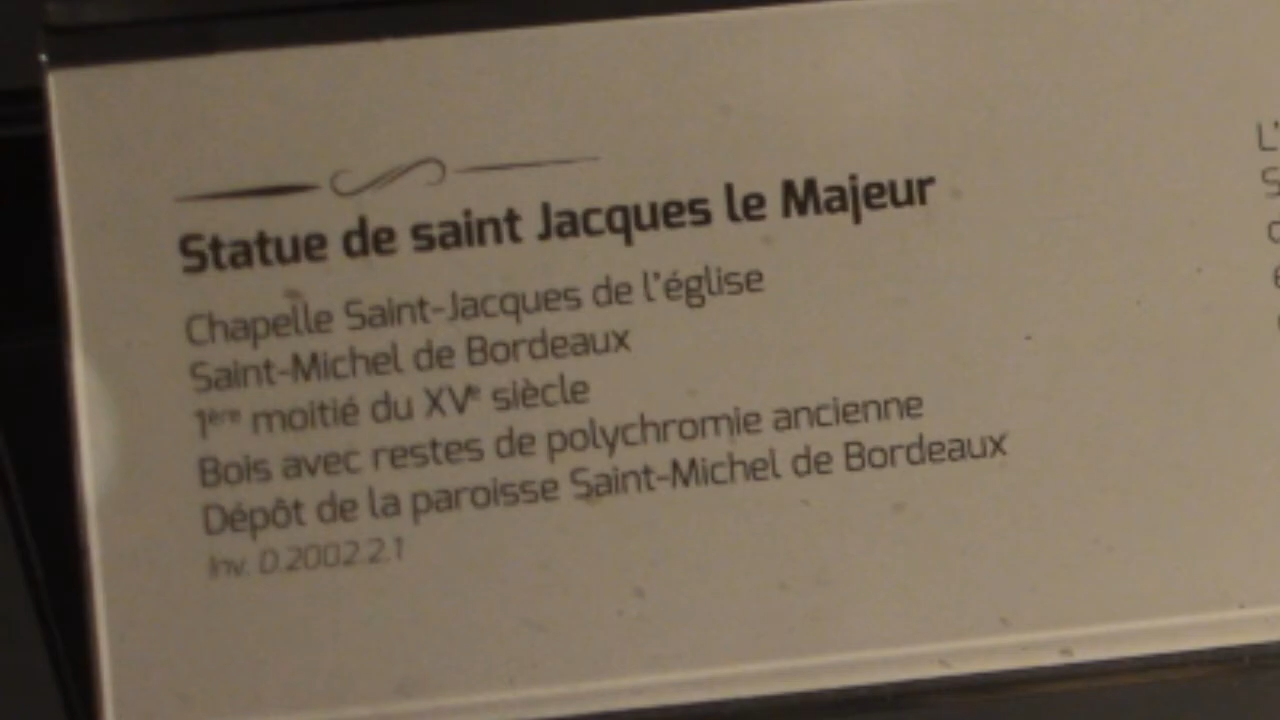 Statue de saint Jacques le Majeur
Chapelle Saint-Jacques de l'église
Saint-Michel de Bordeaux
1ère moitié du XVe siècle
Bois avec restes de polychromie ancienne
Dépôt de la paroisse Saint-Michel de Bordeaux
Inv. D.2002.2.1